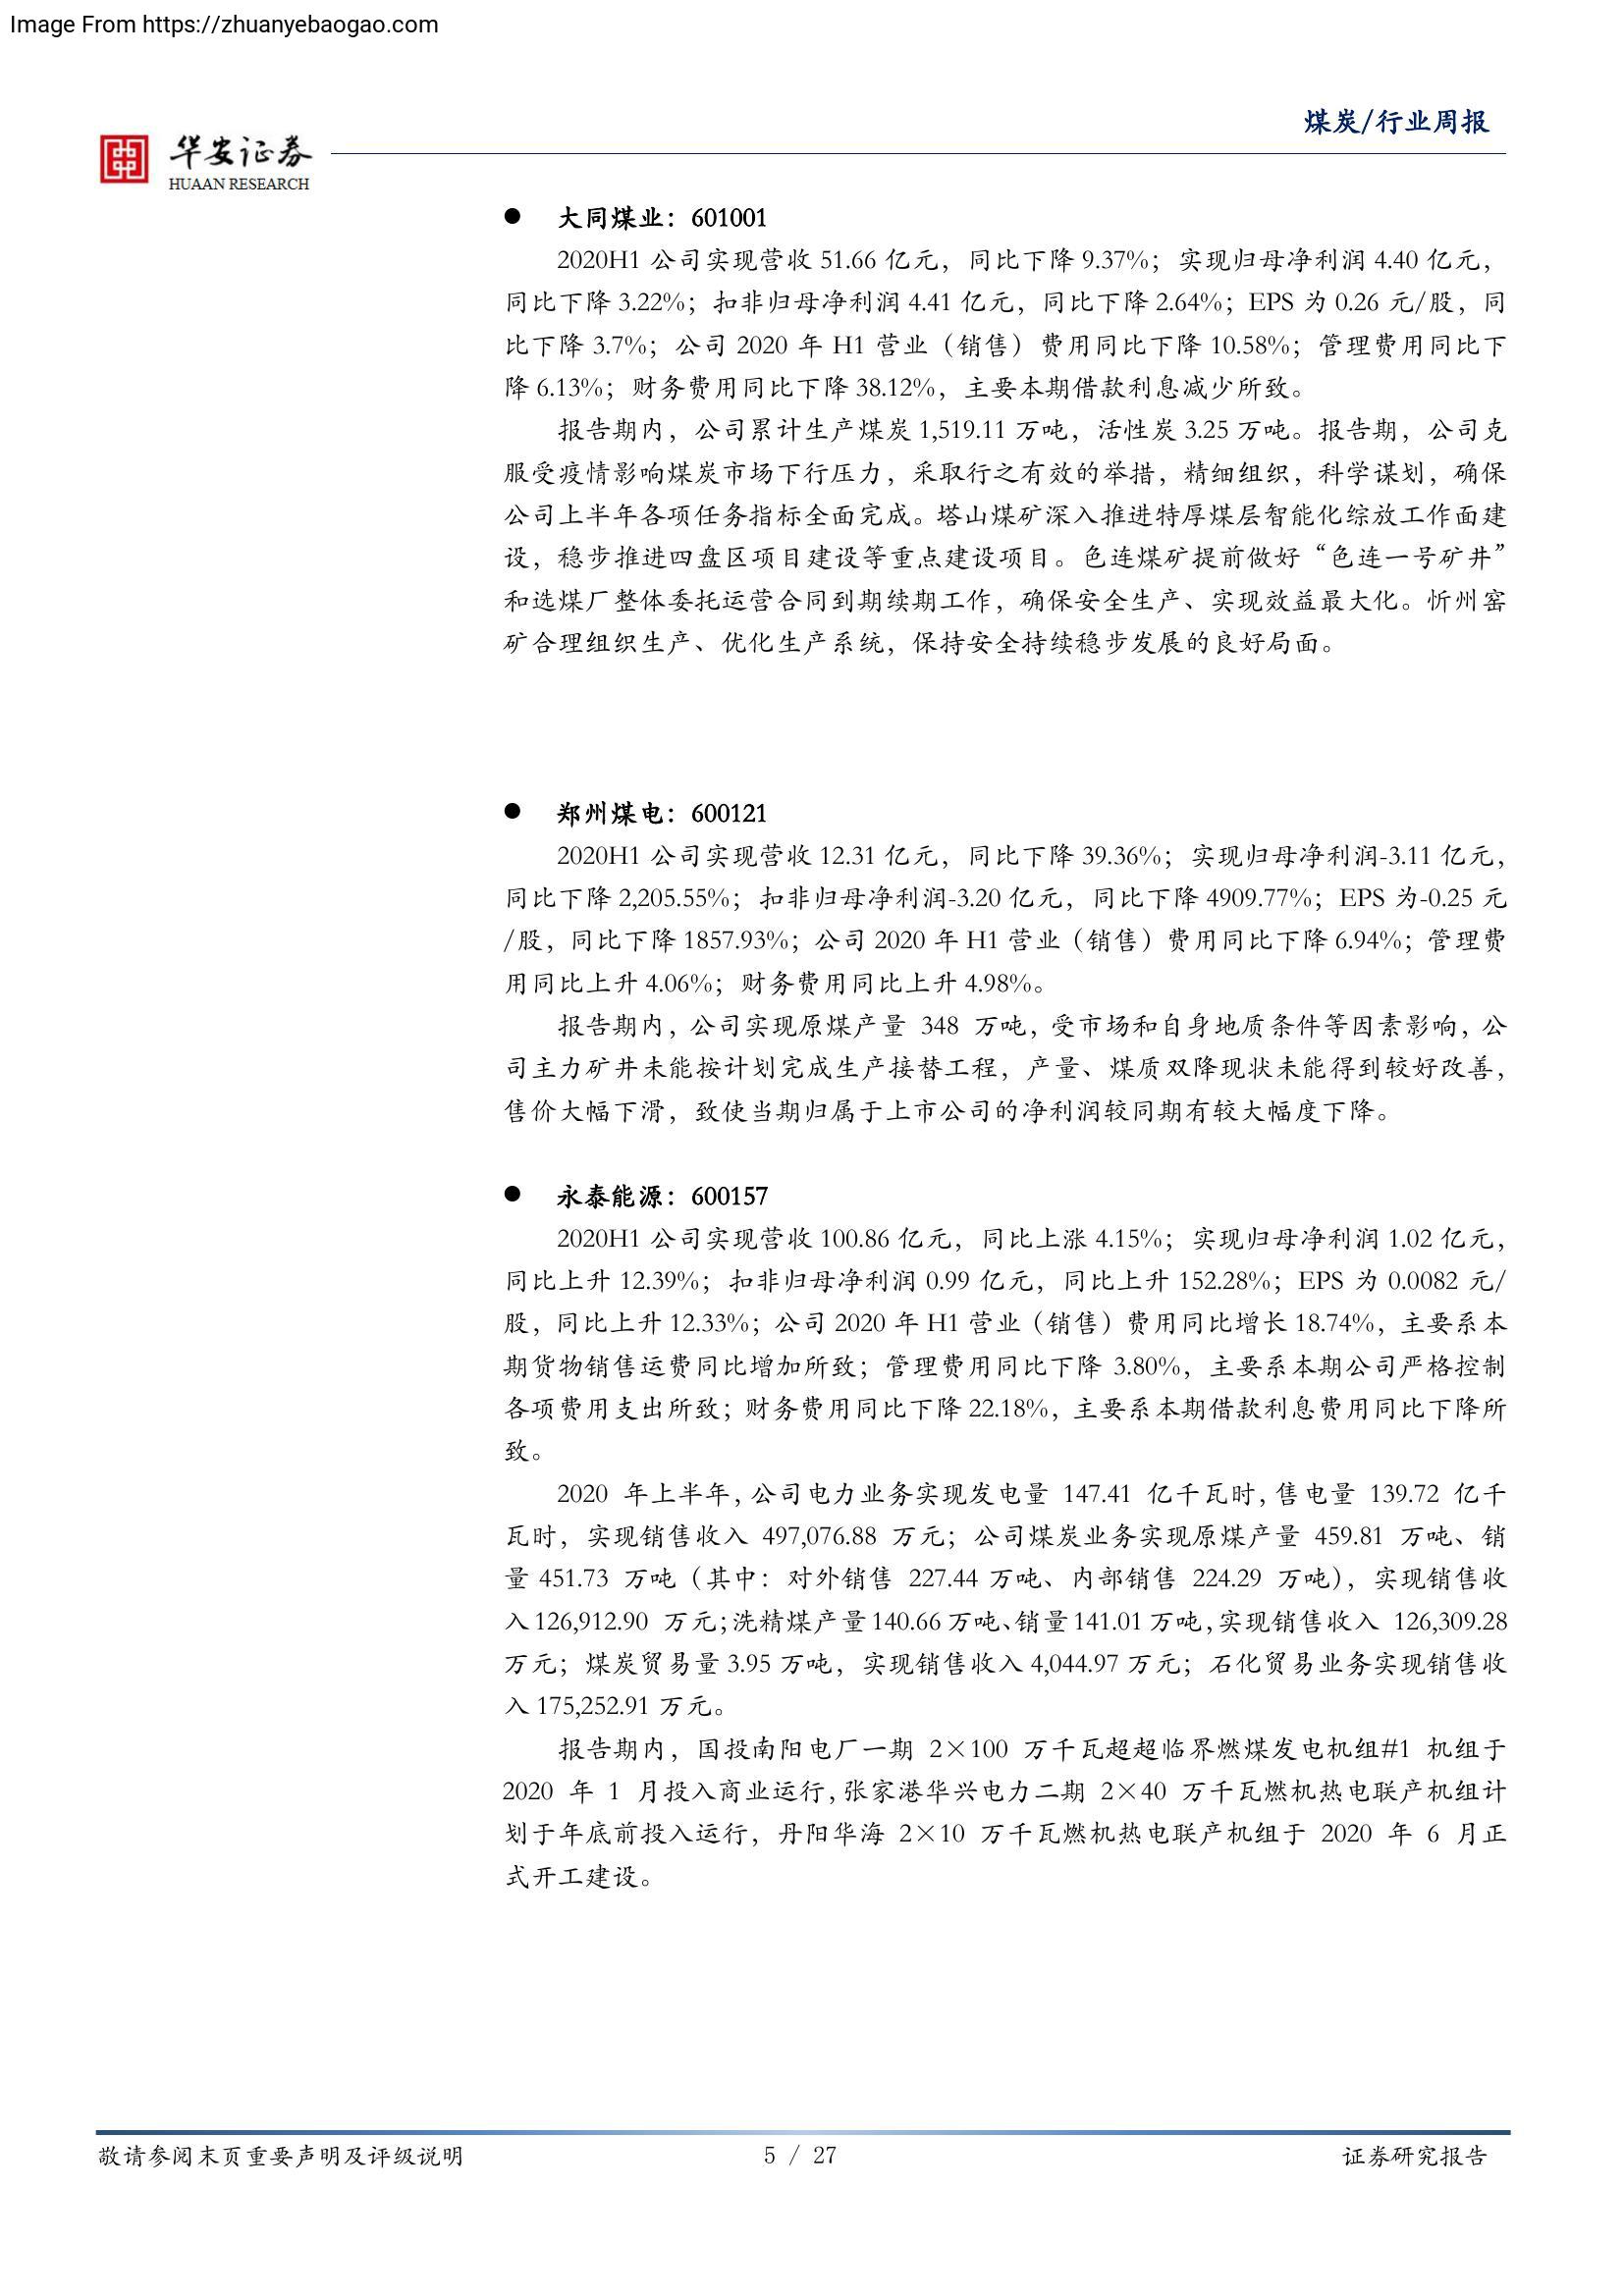 Image From https://zhuanyebaogao.com
煤炭/行业周报
华安证券
HUAAN RESEARCH
● 大同煤业：601001
2020H1 公司实现营收 51.66 亿元，同比下降 9.37%；实现归母净利润 4.40 亿元，
同比下降 3.22%；扣非归母净利润 4.41 亿元，同比下降 2.64%；EPS 为 0.26 元/股，同
比下降 3.7%；公司 2020 年 H1 营业（销售）费用同比下降 10.58%；管理费用同比下
降 6.13%；财务费用同比下降 38.12%，主要本期借款利息减少所致。
报告期内，公司累计生产煤炭 1,519.11 万吨，活性炭 3.25 万吨。报告期，公司克
服受疫情影响煤炭市场下行压力，采取行之有效的举措，精细组织，科学谋划，确保
公司上半年各项任务指标全面完成。塔山煤矿深入推进特厚煤层智能化综放工作面建
设，稳步推进四盘区项目建设等重点建设项目。色连煤矿提前做好“色连一号矿井”
和选煤厂整体委托运营合同到期续期工作，确保安全生产、实现效益最大化。忻州窑
矿合理组织生产、优化生产系统，保持安全持续稳步发展的良好局面。
● 郑州煤电：600121
2020H1 公司实现营收 12.31 亿元，同比下降 39.36%；实现归母净利润-3.11 亿元，
同比下降 2,205.55%；扣非归母净利润-3.20 亿元，同比下降 4909.77%；EPS 为-0.25 元
/股，同比下降 1857.93%；公司 2020 年 H1 营业（销售）费用同比下降 6.94%；管理费
用同比上升 4.06%；财务费用同比上升 4.98%。
报告期内，公司实现原煤产量 348 万吨，受市场和自身地质条件等因素影响，公
司主力矿井未能按计划完成生产接替工程，产量、煤质双降现状未能得到较好改善，
售价大幅下滑，致使当期归属于上市公司的净利润较同期有较大幅度下降。
● 永泰能源：600157
2020H1 公司实现营收 100.86 亿元，同比上涨 4.15%；实现归母净利润 1.02 亿元，
同比上升 12.39%；扣非归母净利润 0.99 亿元，同比上升 152.28%；EPS 为 0.0082 元/
股，同比上升 12.33%；公司 2020 年 H1 营业（销售）费用同比增长 18.74%，主要系本
期货物销售运费同比增加所致；管理费用同比下降 3.80%，主要系本期公司严格控制
各项费用支出所致；财务费用同比下降 22.18%，主要系本期借款利息费用同比下降所
致。
2020 年上半年，公司电力业务实现发电量 147.41 亿千瓦时，售电量 139.72 亿千
瓦时，实现销售收入 497,076.88 万元；公司煤炭业务实现原煤产量 459.81 万吨、销
量 451.73 万吨（其中：对外销售 227.44 万吨、内部销售 224.29 万吨），实现销售收
入 126,912.90 万元；洗精煤产量 140.66 万吨、销量 141.01 万吨，实现销售收入 126,309.28
万元；煤炭贸易量 3.95 万吨，实现销售收入 4,044.97 万元；石化贸易业务实现销售收
入 175,252.91 万元。
报告期内，国投南阳电厂一期 2×100 万千瓦超超临界燃煤发电机组#1 机组于
2020 年 1 月投入商业运行，张家港华兴电力二期 2×40 万千瓦燃机热电联产机组计
划于年底前投入运行，丹阳华海 2×10 万千瓦燃机热电联产机组于 2020 年 6 月正
式开工建设。
敬请参阅末页重要声明及评级说明
5 / 27
证券研究报告